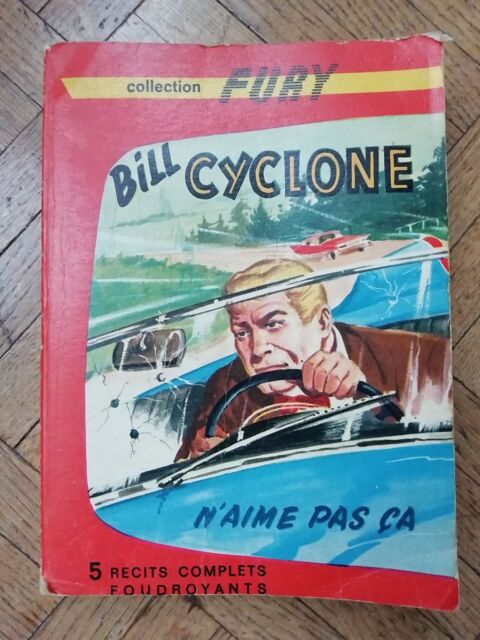 collection FURY
Bill CYCLONE
N'AIME PAS ÇA
5 RECITS COMPLETS
FOUDROYANTS